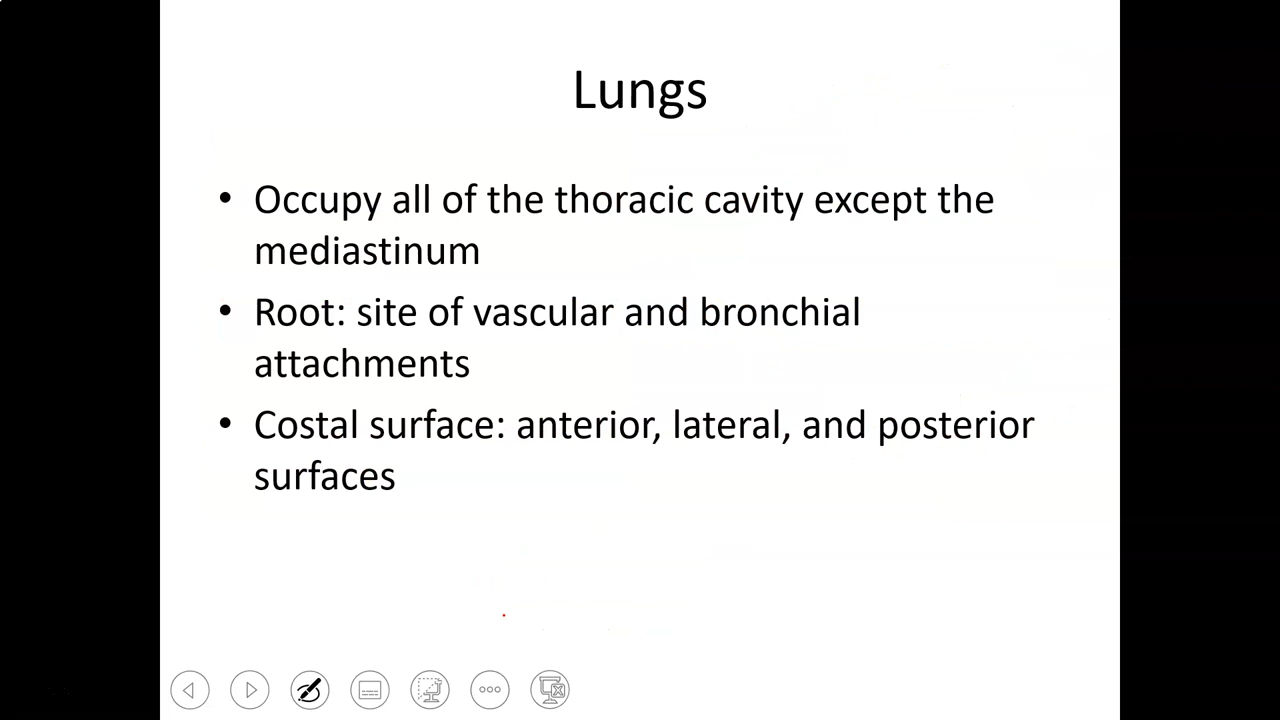 Lungs
• Occupy all of the thoracic cavity except the
mediastinum
• Root: site of vascular and bronchial
attachments
• Costal surface: anterior, lateral, and posterior
surfaces